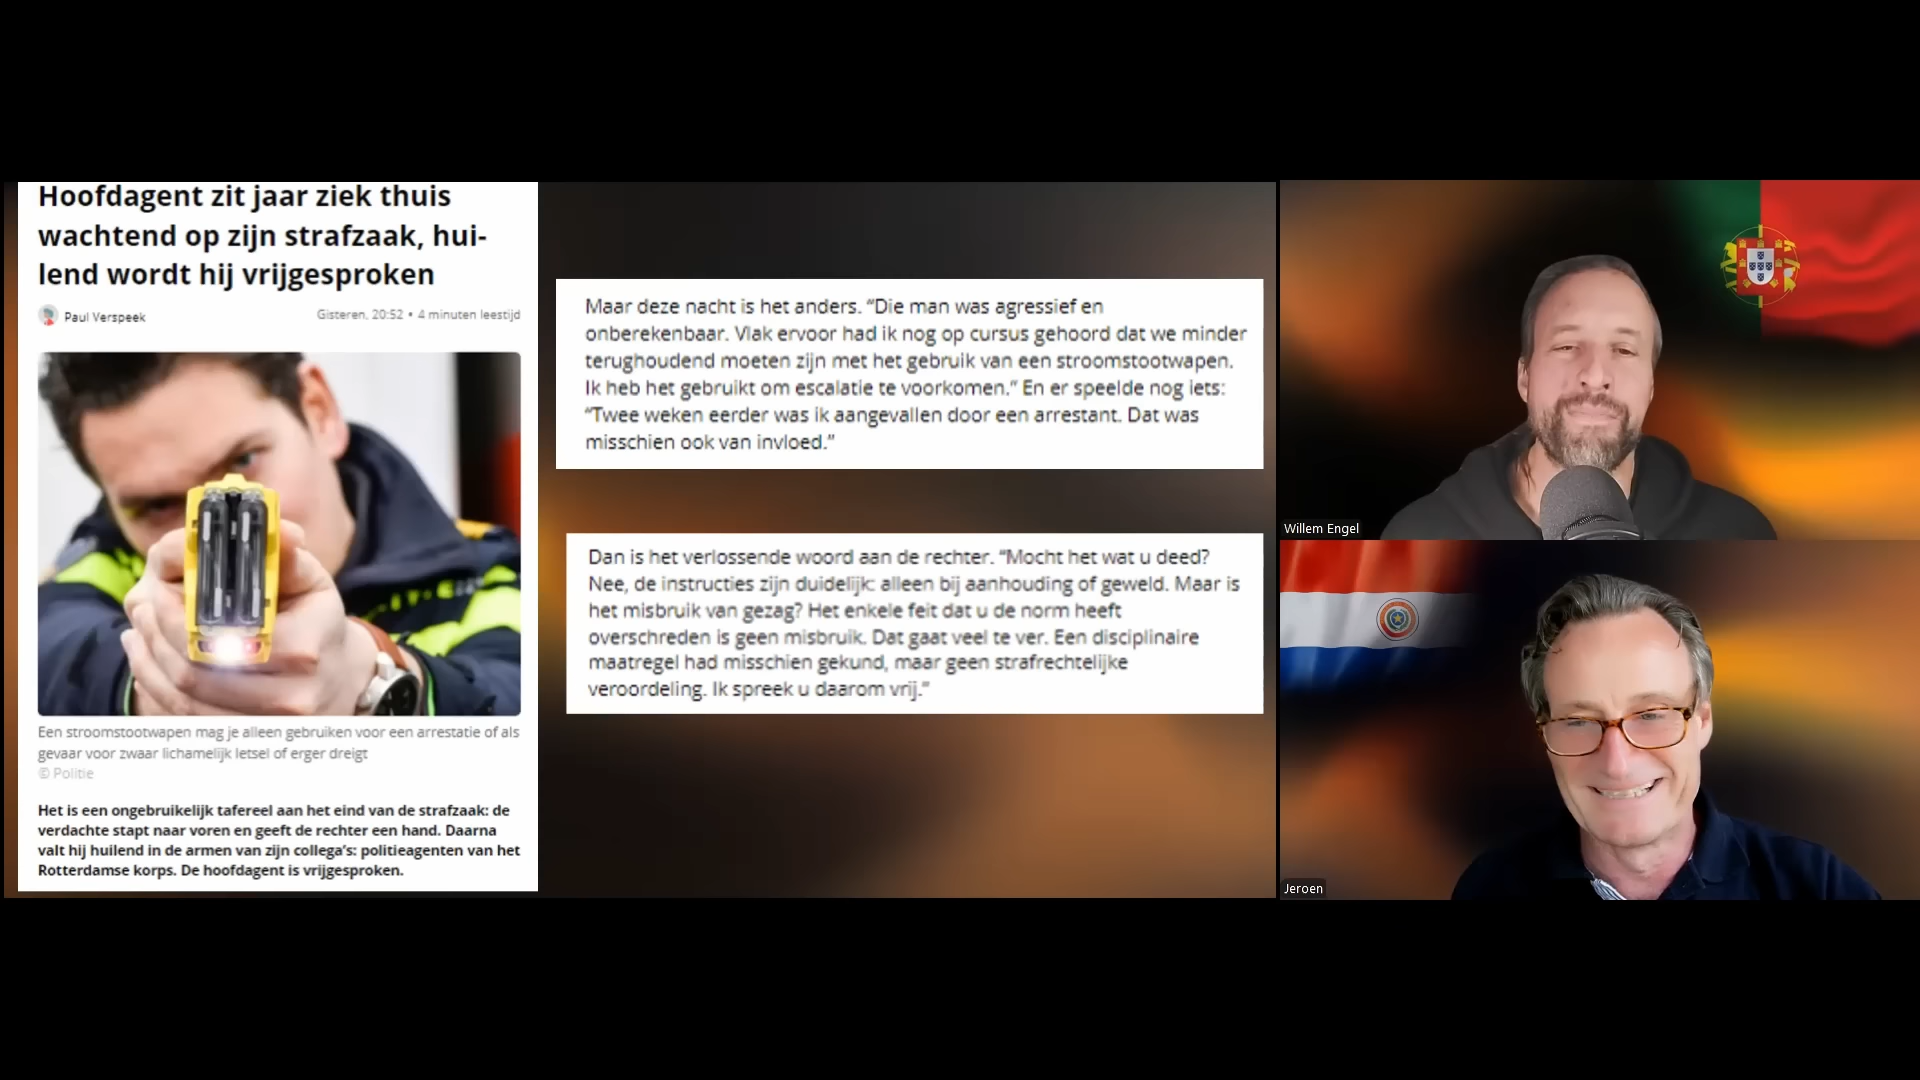 Hoofdagent zit jaar ziek thuis
wachtend op zijn strafzaak, hui-
lend wordt hij vrijgesproken
Paul Verspeek
Gisteren, 20:52 • 4 minuten leestijd
Een stroomstootwapen mag je alleen gebruiken voor een arrestatie of als
gevaar voor zwaar lichamelijk letsel of erger dreigt
© Politie
Het is een ongebruikelijk tafereel aan het eind van de strafzaak: de
verdachte stapt naar voren en geeft de rechter een hand. Daarna
valt hij huilend in de armen van zijn collega’s: politieagenten van het
Rotterdamse korps. De hoofdagent is vrijgesproken.
Maar deze nacht is het anders. “Die man was agressief en
onberekenbaar. Vlak ervoor had ik nog op cursus gehoord dat we minder
terughoudend moeten zijn met het gebruik van een stroomstootwapen.
Ik heb het gebruikt om escalatie te voorkomen.” En er speelde nog iets:
“Twee weken eerder was ik aangevallen door een arrestant. Dat was
misschien ook van invloed.”
Dan is het verlossende woord aan de rechter. “Mocht het wat u deed?
Nee, de instructies zijn duidelijk: alleen bij aanhouding of geweld. Maar is
het misbruik van gezag? Het enkele feit dat u de norm heeft
overschreden is geen misbruik. Dat gaat veel te ver. Een disciplinaire
maatregel had misschien gekund, maar geen strafrechtelijke
veroordeling. Ik spreek u daarom vrij.”
Willem Engel
Jeroen